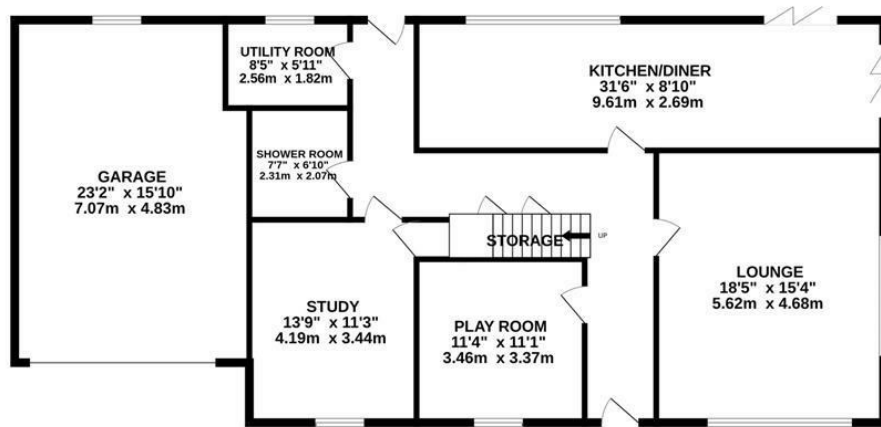 UTILITY ROOM
8'5" x 5'11"
2.56m x 1.82m
KITCHEN/DINER
31'6" x 8'10"
9.61m x 2.69m
SHOWER ROOM
7'7" x 6'10"
2.31m x 2.07m
GARAGE
23'2" x 15'10"
7.07m x 4.83m
STORAGE
UP
LOUNGE
18'5" x 15'4"
5.62m x 4.68m
STUDY
13'9" x 11'3"
4.19m x 3.44m
PLAY ROOM
11'4" x 11'1"
3.46m x 3.37m